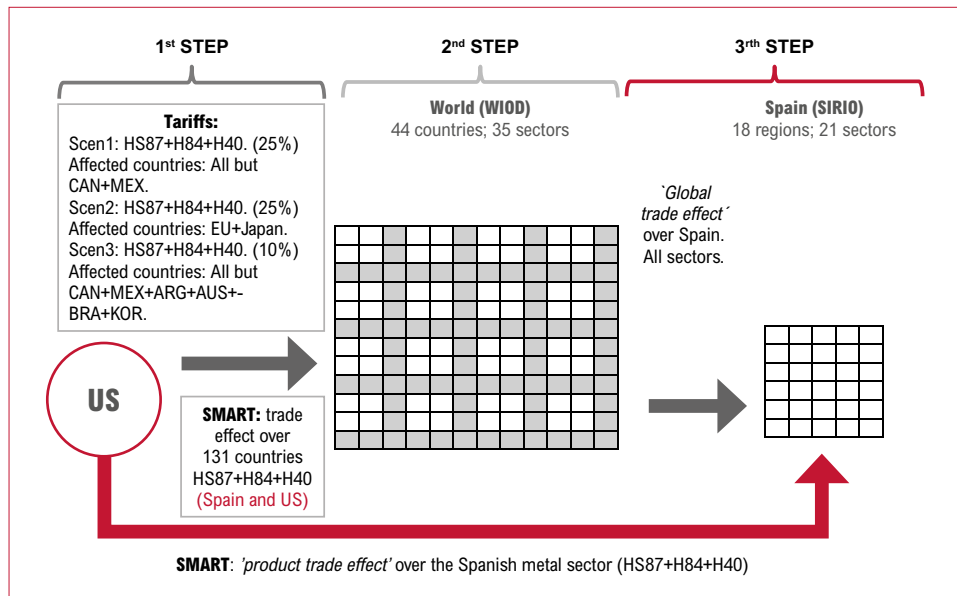 1st STEP
2nd STEP
3rth STEP
World (WIOD)
44 countries; 35 sectors
Spain (SIRIO)
18 regions; 21 sectors
Tariffs:
Scen1: HS87+H84+H40. (25%)
Affected countries: All but
CAN+MEX.
Scen2: HS87+H84+H40. (25%)
Affected countries: EU+Japan.
Scen3: HS87+H84+H40. (10%)
Affected countries: All but
CAN+MEX+ARG+AUS+-
BRA+KOR.
`Global
trade effect´
over Spain.
All sectors.
US
SMART: trade
effect over
131 countries
HS87+H84+H40
(Spain and US)
SMART: 'product trade effect' over the Spanish metal sector (HS87+H84+H40)